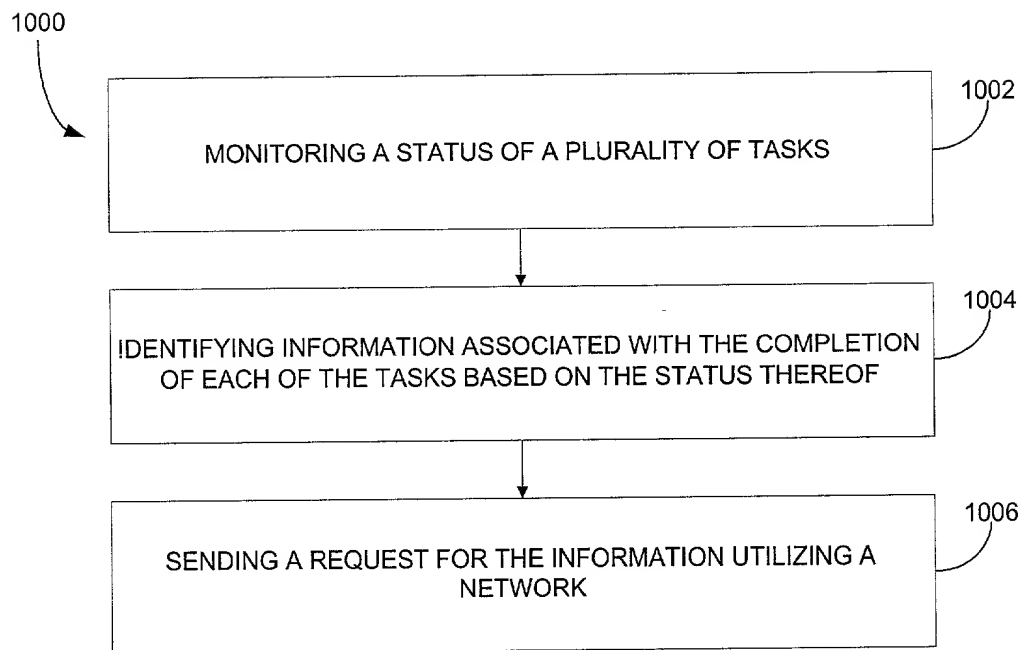 1000
1002
MONITORING A STATUS OF A PLURALITY OF TASKS
1004
IDENTIFYING INFORMATION ASSOCIATED WITH THE COMPLETION
OF EACH OF THE TASKS BASED ON THE STATUS THEREOF
1006
SENDING A REQUEST FOR THE INFORMATION UTILIZING A
NETWORK